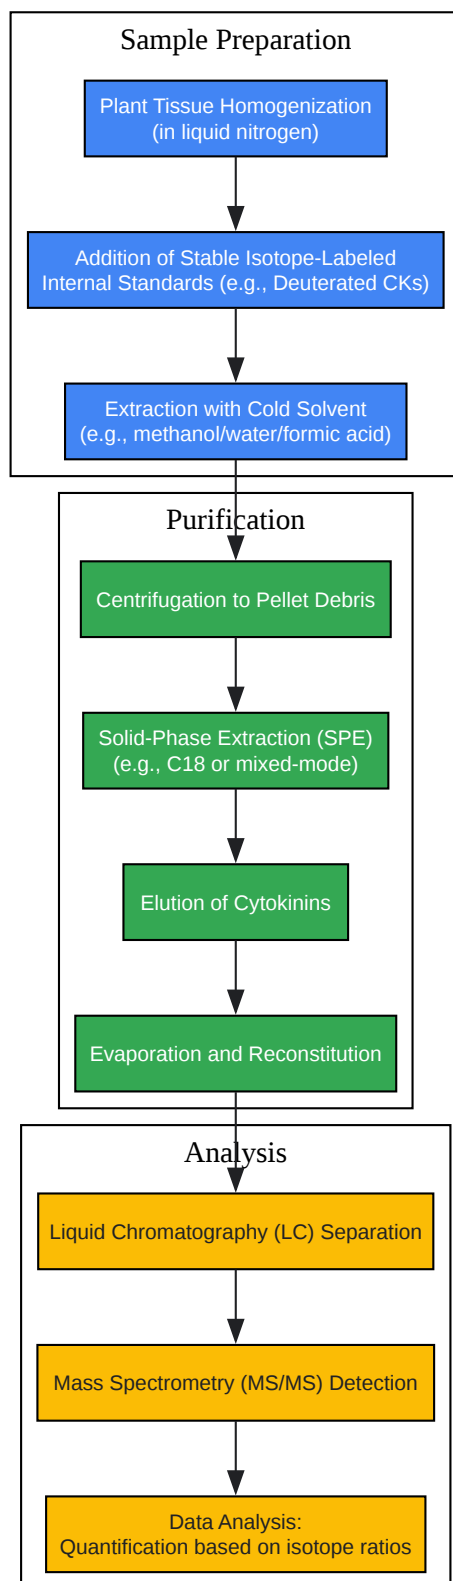 Sample Preparation
Plant Tissue Homogenization
(in liquid nitrogen)
Addition of Stable Isotope-Labeled
Internal Standards (e.g., Deuterated CKs)
Extraction with Cold Solvent
(e.g., methanol/water/formic acid)
Purification
Centrifugation to Pellet Debris
Solid-Phase Extraction (SPE)
(e.g., C18 or mixed-mode)
Elution of Cytokinins
Evaporation and Reconstitution
Analysis
Liquid Chromatography (LC) Separation
Mass Spectrometry (MS/MS) Detection
Data Analysis:
Quantification based on isotope ratios